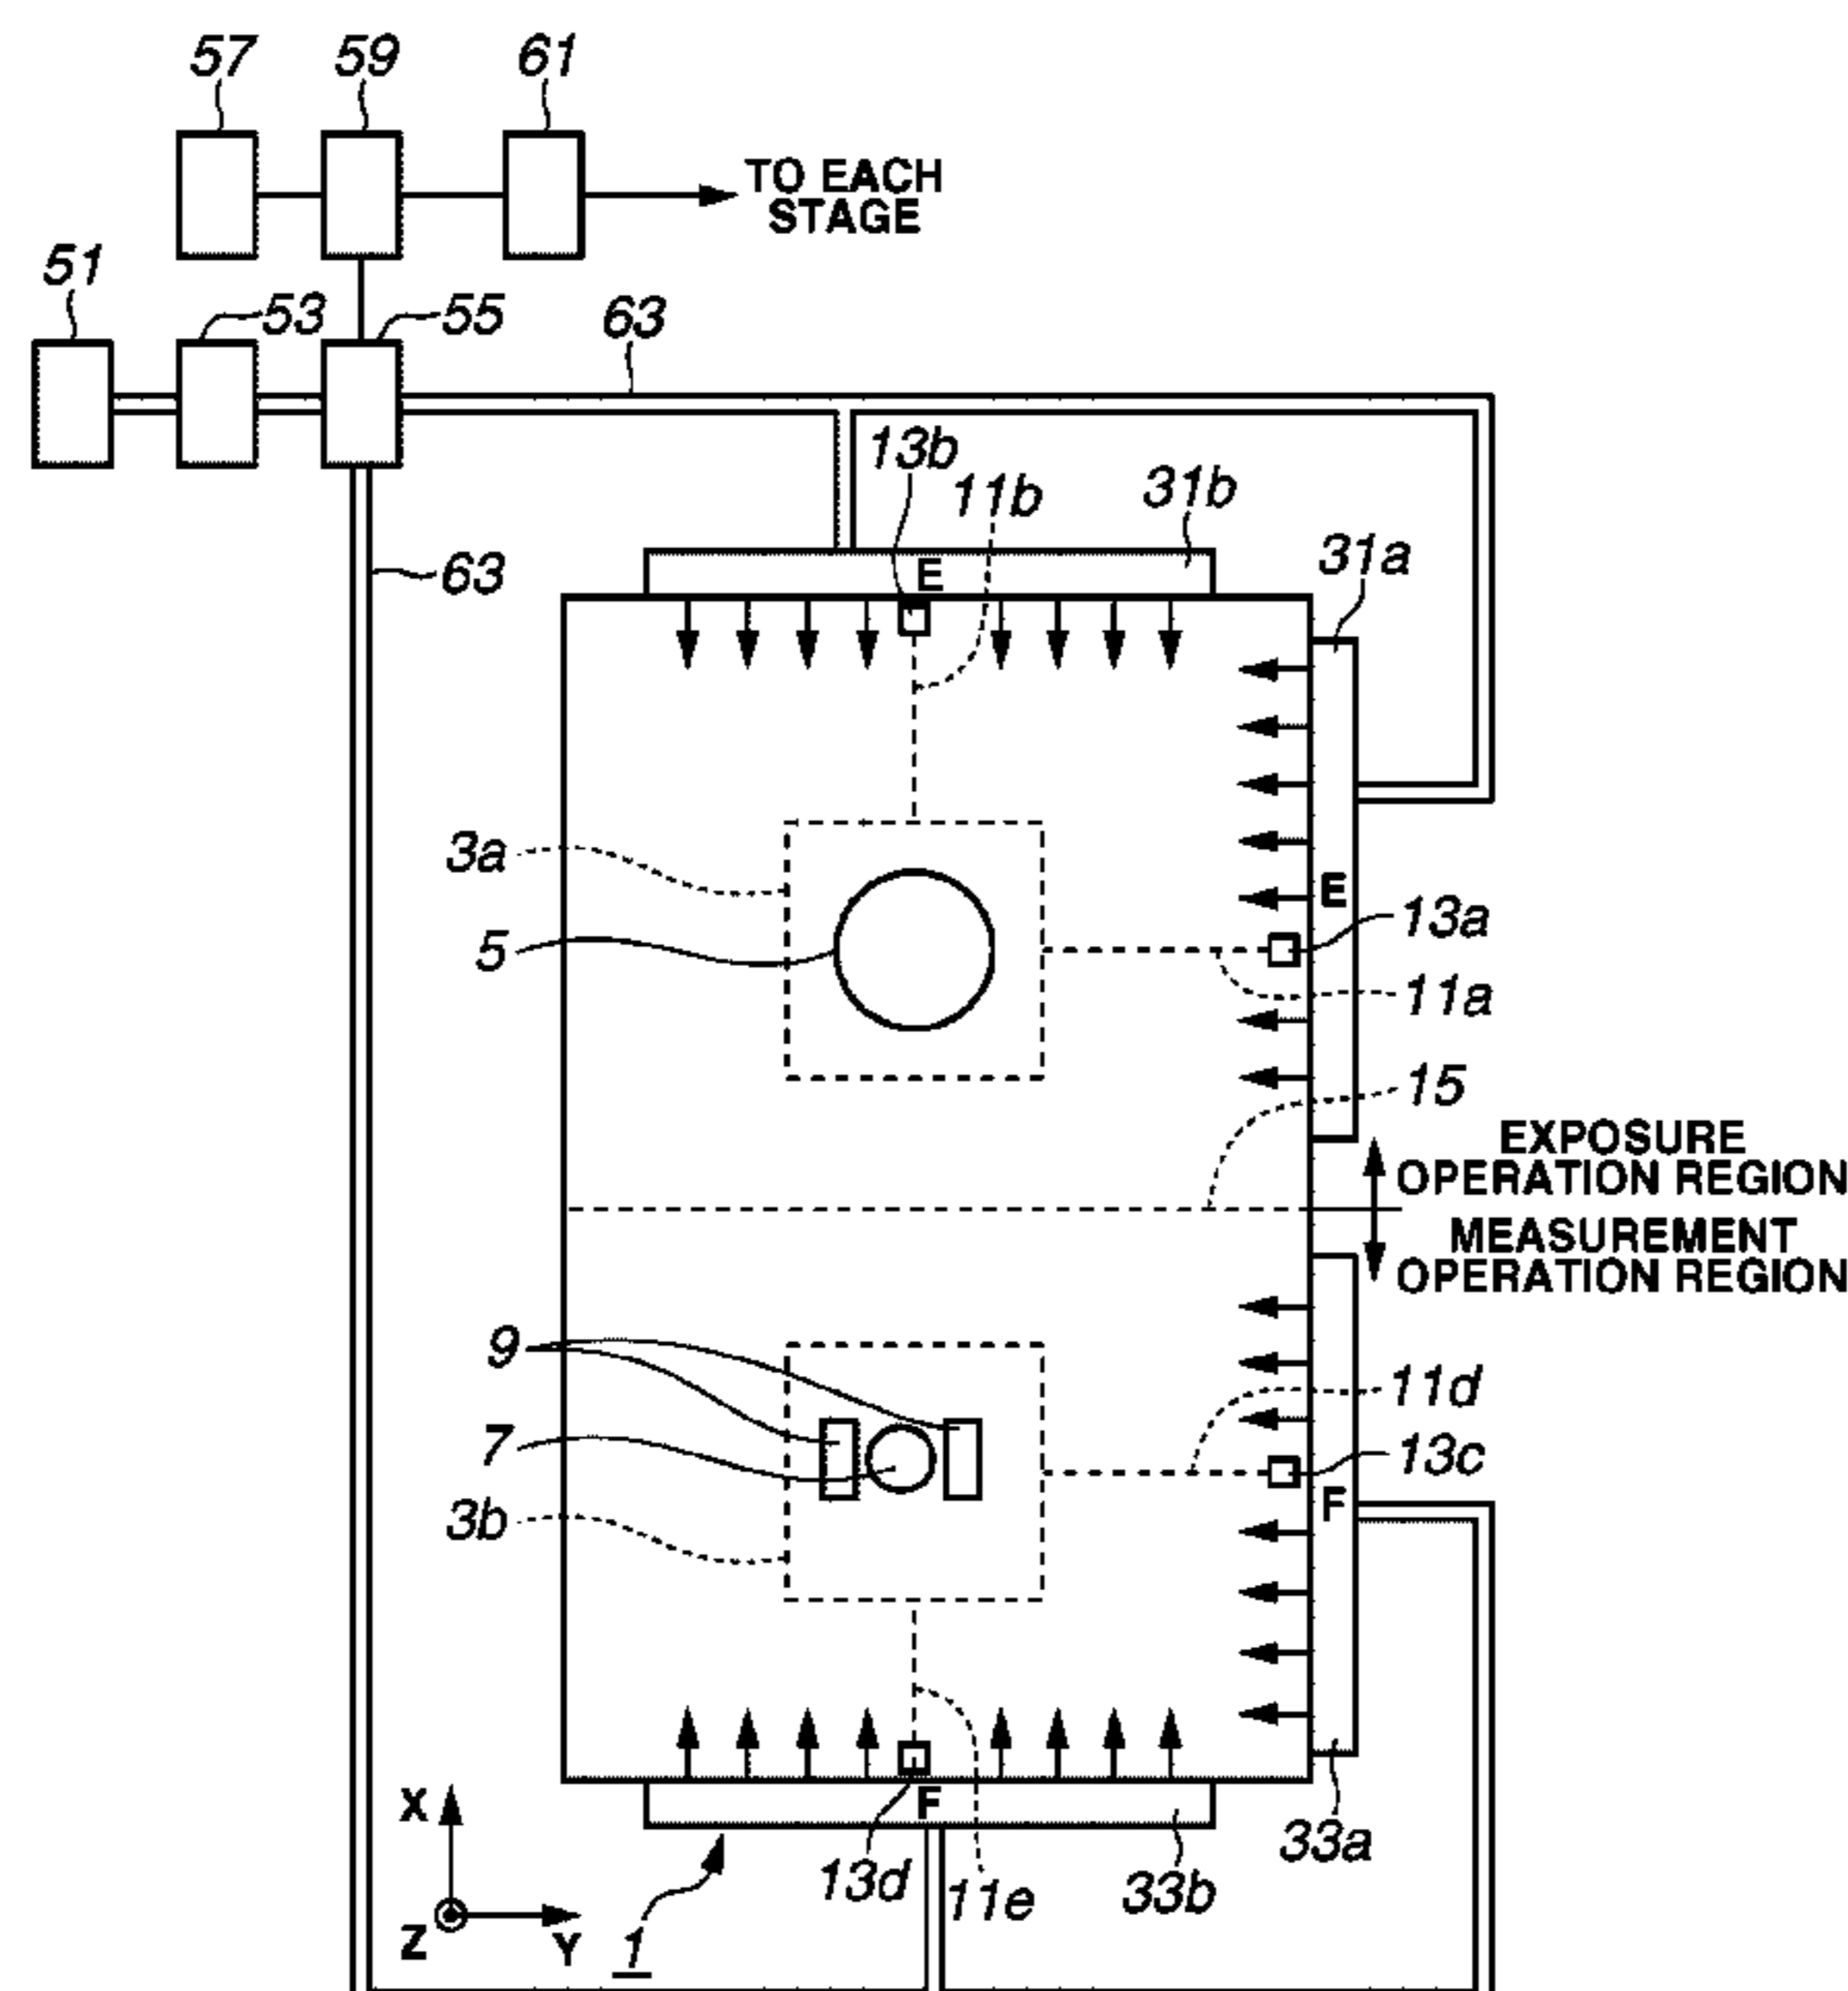 57
59
61
TO EACH
STAGE
51
53
55
63
13b
11b
31b
E
31a
63
3a
E
13a
5
11a
15
EXPOSURE
OPERATION REGION
MEASUREMENT
OPERATION REGION
9
11d
7
13c
3b
F
X
F
33a
13d
11e
33b
Z
Y
1